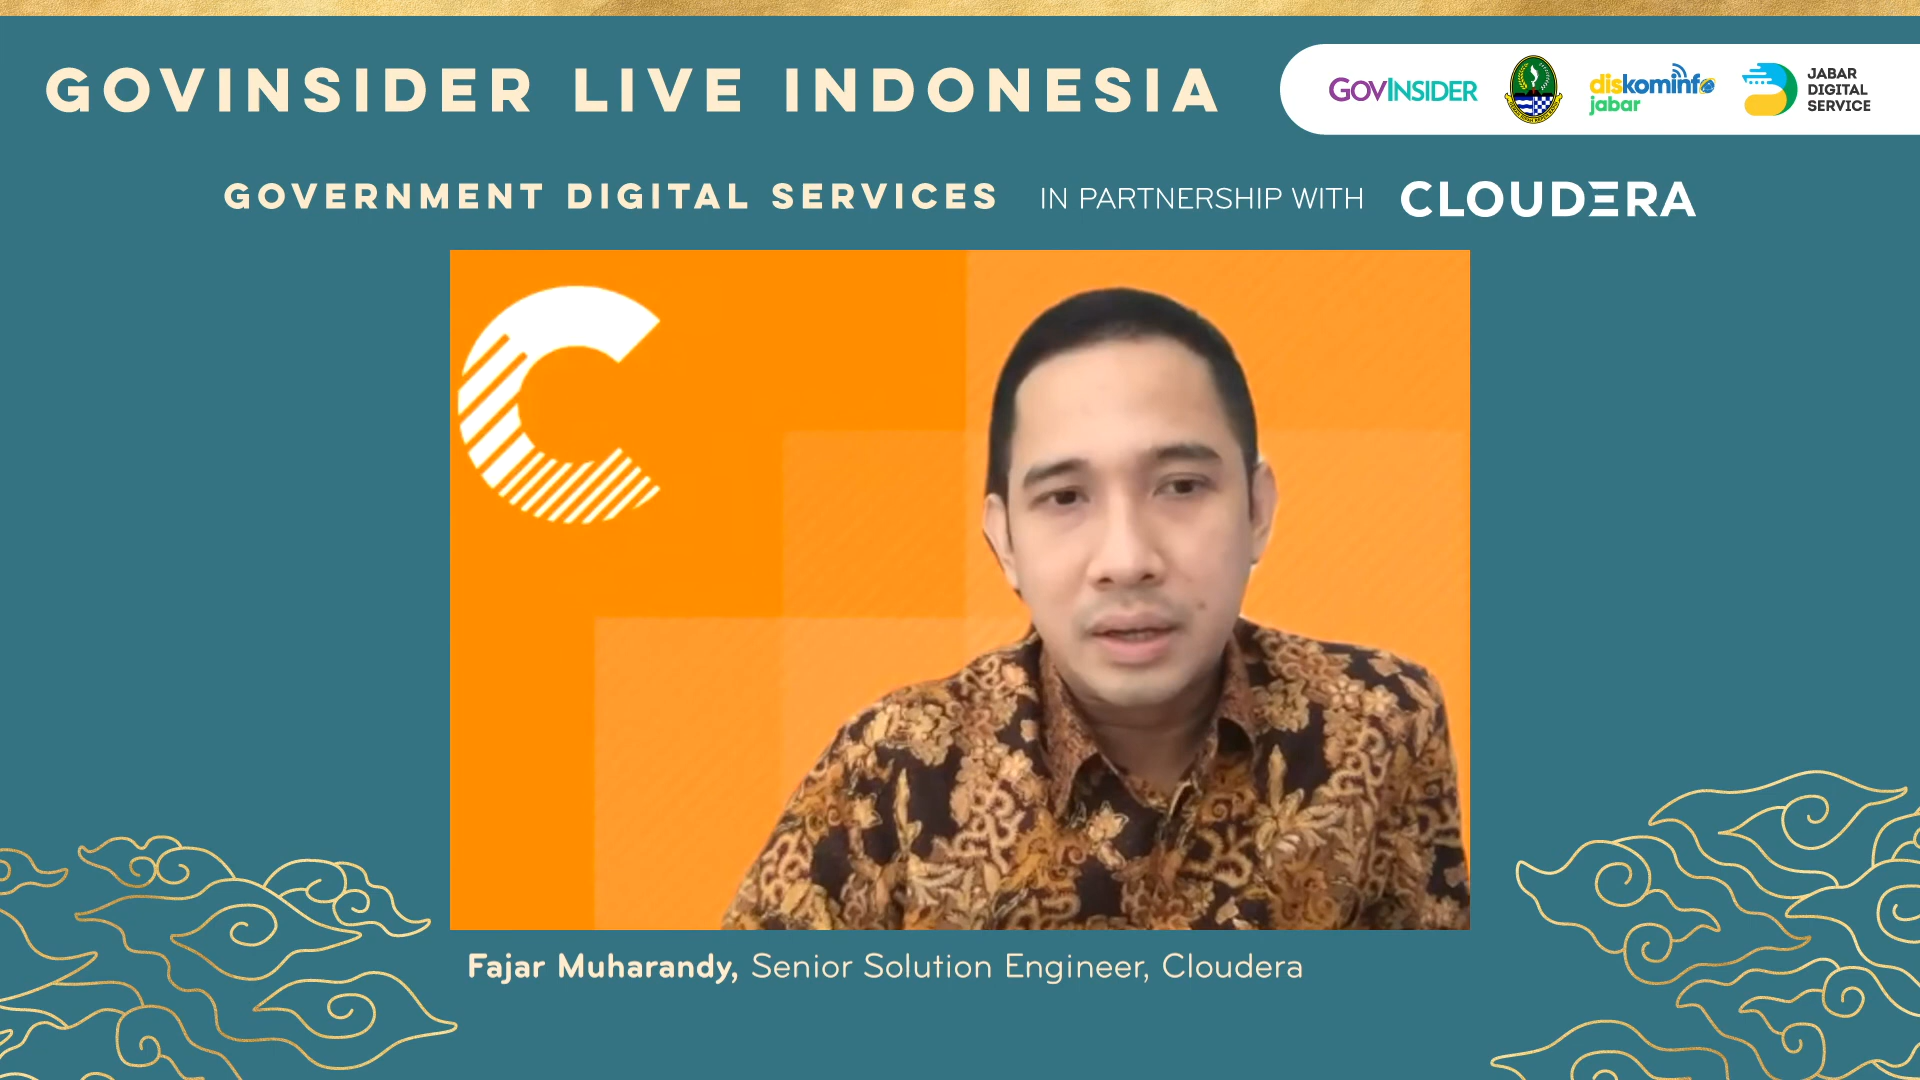 GOVINSIDER LIVE INDONESIA
GOVINSIDER
diskominfo
jabar
JABAR
DIGITAL
SERVICE
GOVERNMENT DIGITAL SERVICES IN PARTNERSHIP WITH CLOUDERA
Fajar Muharandy, Senior Solution Engineer, Cloudera